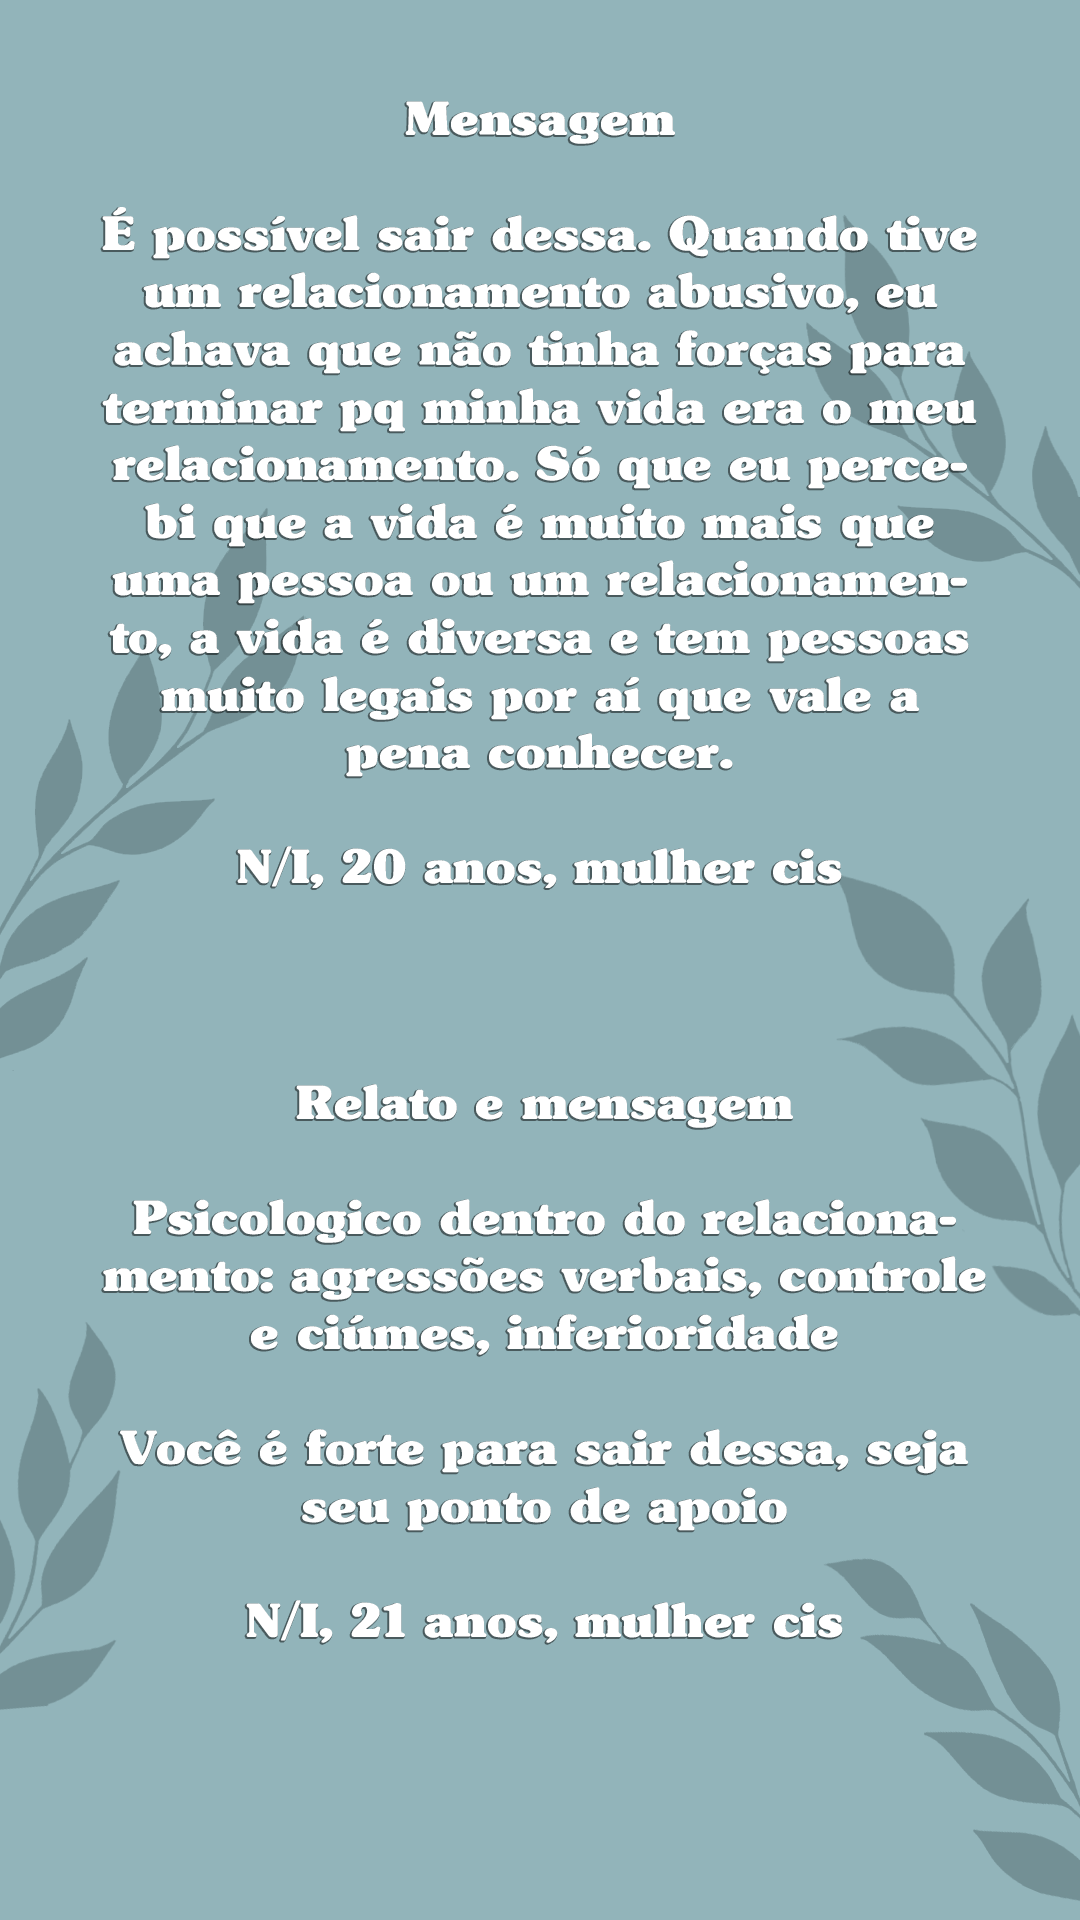 Mensagem
É possível sair dessa. Quando tive
um relacionamento abusivo, eu
achava que não tinha forças para
terminar pq minha vida era o meu
relacionamento. Só que eu perce-
bi que a vida é muito mais que
uma pessoa ou um relacionamen-
to, a vida é diversa e tem pessoas
muito legais por aí que vale a
pena conhecer.
N/I, 20 anos, mulher cis
Relato e mensagem
Psicologico dentro do relaciona-
mento: agressões verbais, controle
e ciúmes, inferioridade
Você é forte para sair dessa, seja
seu ponto de apoio
N/I, 21 anos, mulher cis